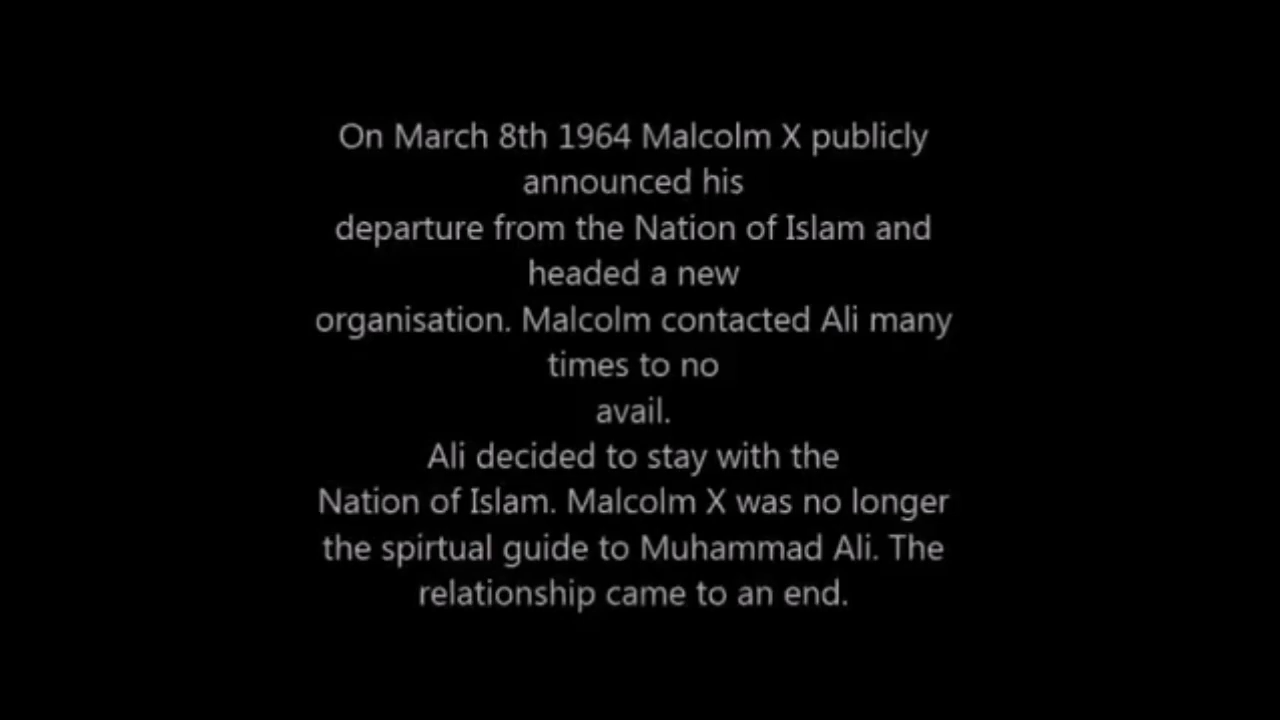 On March 8th 1964 Malcolm X publicly
announced his
departure from the Nation of Islam and
headed a new
organisation. Malcolm contacted Ali many
times to no
avail.
Ali decided to stay with the
Nation of Islam. Malcolm X was no longer
the spirtual guide to Muhammad Ali. The
relationship came to an end.